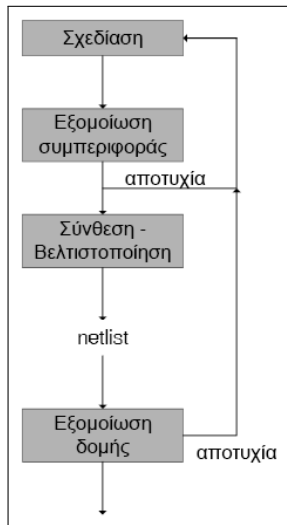 Σχεδίαση
Εξομοίωση
συμπεριφοράς
αποτυχία
Σύνθεση -
Βελτιστοποίηση
netlist
Εξομοίωση
δομής
αποτυχία